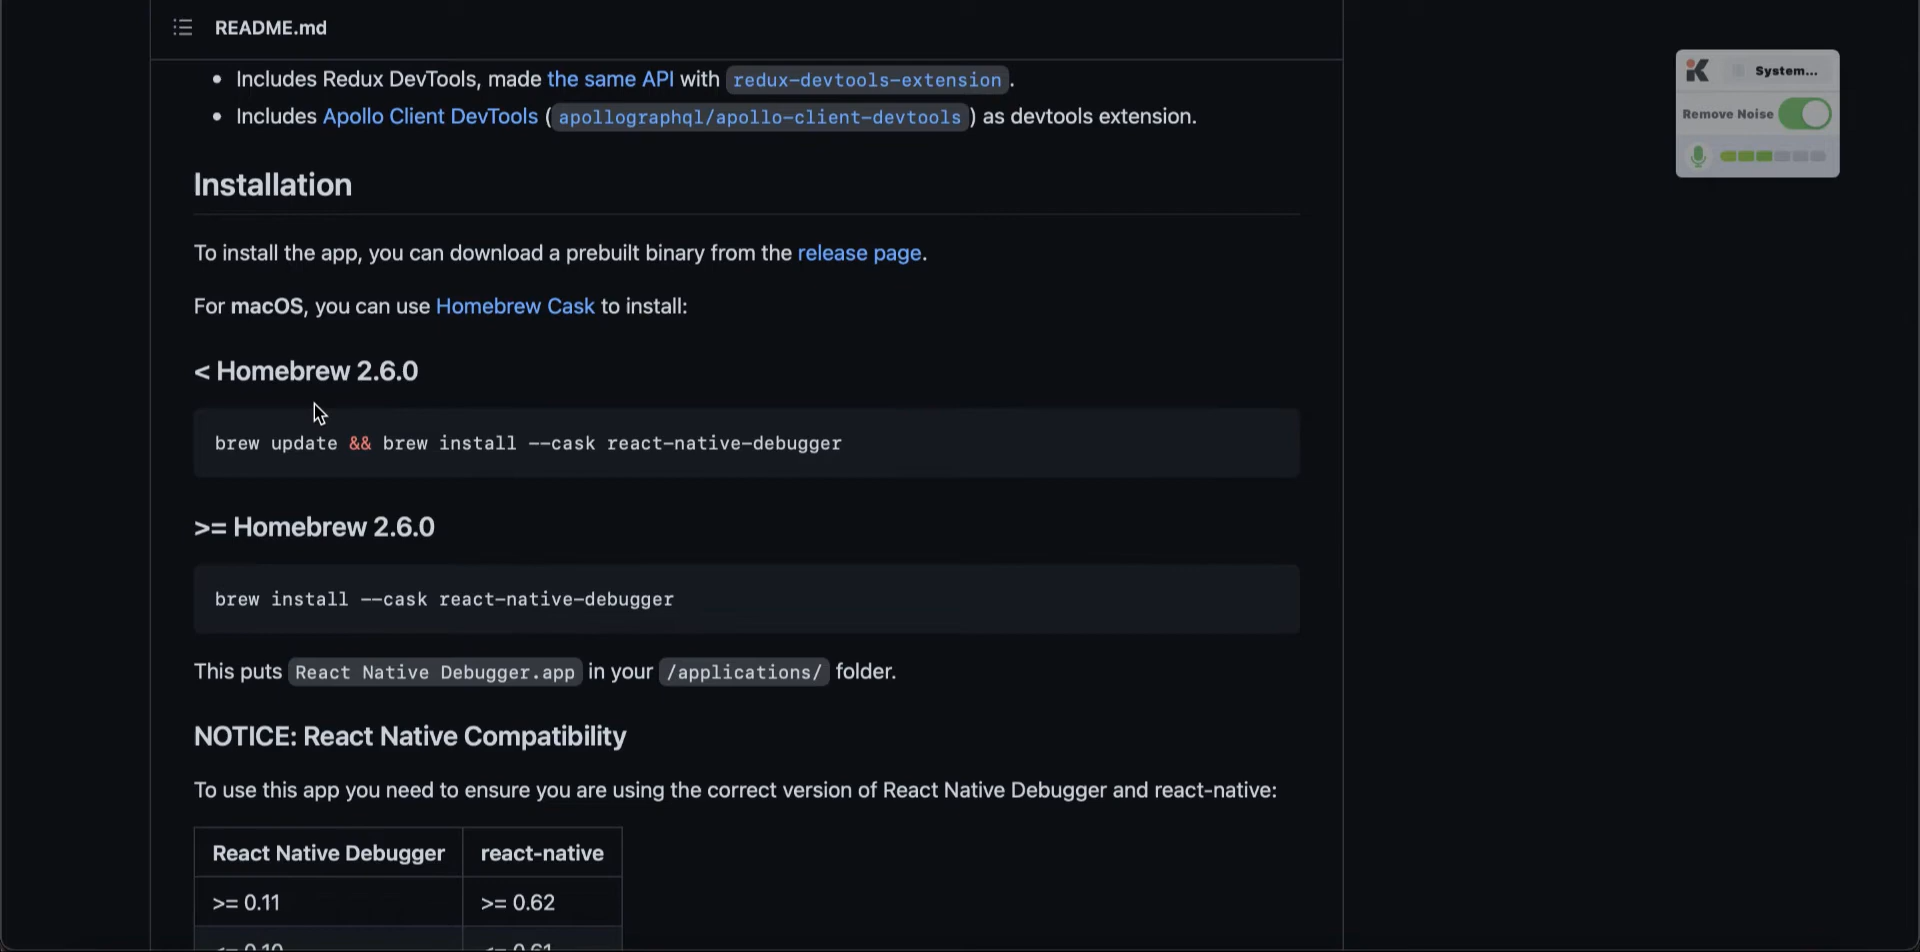 README.md
Includes Redux DevTools, made the same API with redux-devtools-extension.
Includes Apollo Client DevTools (apollographql/apollo-client-devtools) as devtools extension.
Installation
To install the app, you can download a prebuilt binary from the release page.
For macOS, you can use Homebrew Cask to install:
< Homebrew 2.6.0
brew update && brew install --cask react-native-debugger
>= Homebrew 2.6.0
brew install --cask react-native-debugger
This puts React Native Debugger.app in your /applications/ folder.
NOTICE: React Native Compatibility
To use this app you need to ensure you are using the correct version of React Native Debugger and react-native:
React Native Debugger react-native
>= 0.11 >= 0.62
<= 0.10 <= 0.61
System...
Remove Noise